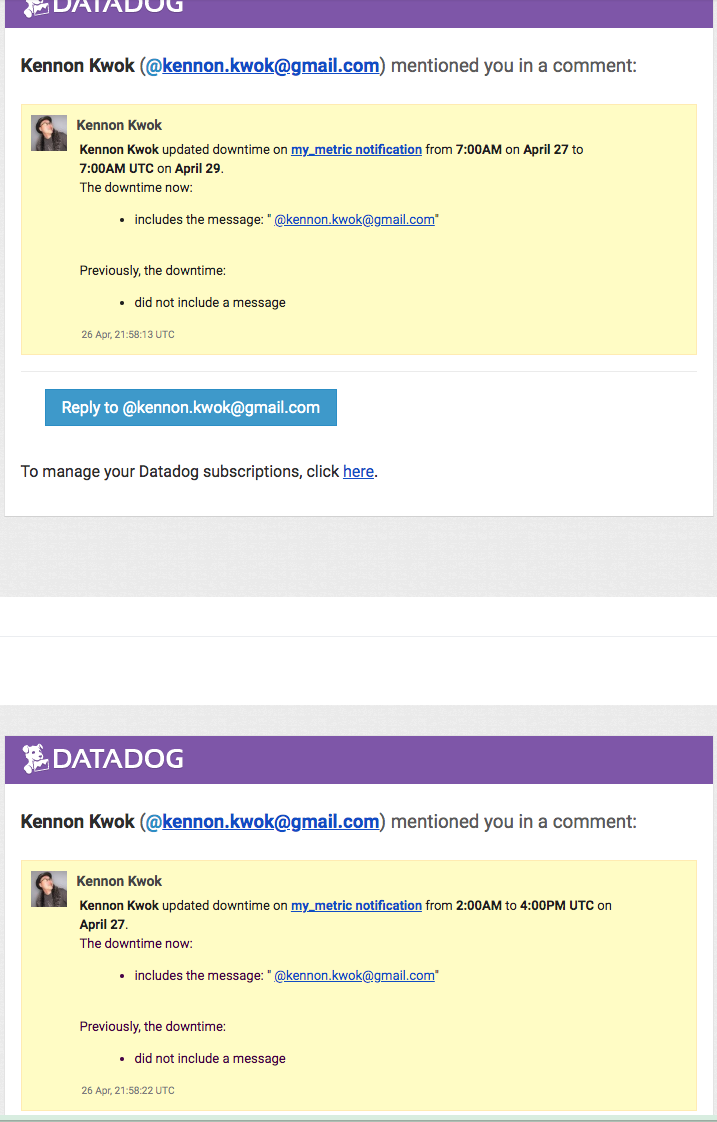 DATADOG
Kennon Kwok (@kennon.kwok@gmail.com) mentioned you in a comment:
Kennon Kwok
Kennon Kwok updated downtime on my_metric notification from 7:00AM on April 27 to
7:00AM UTC on April 29.
The downtime now:
• includes the message: " @kennon.kwok@gmail.com"
Previously, the downtime:
• did not include a message
26 Apr, 21:58:13 UTC
Reply to @kennon.kwok@gmail.com
To manage your Datadog subscriptions, click here.
DATADOG
Kennon Kwok (@kennon.kwok@gmail.com) mentioned you in a comment:
Kennon Kwok
Kennon Kwok updated downtime on my_metric notification from 2:00AM to 4:00PM UTC on
April 27.
The downtime now:
• includes the message: " @kennon.kwok@gmail.com"
Previously, the downtime:
• did not include a message
26 Apr, 21:58:22 UTC